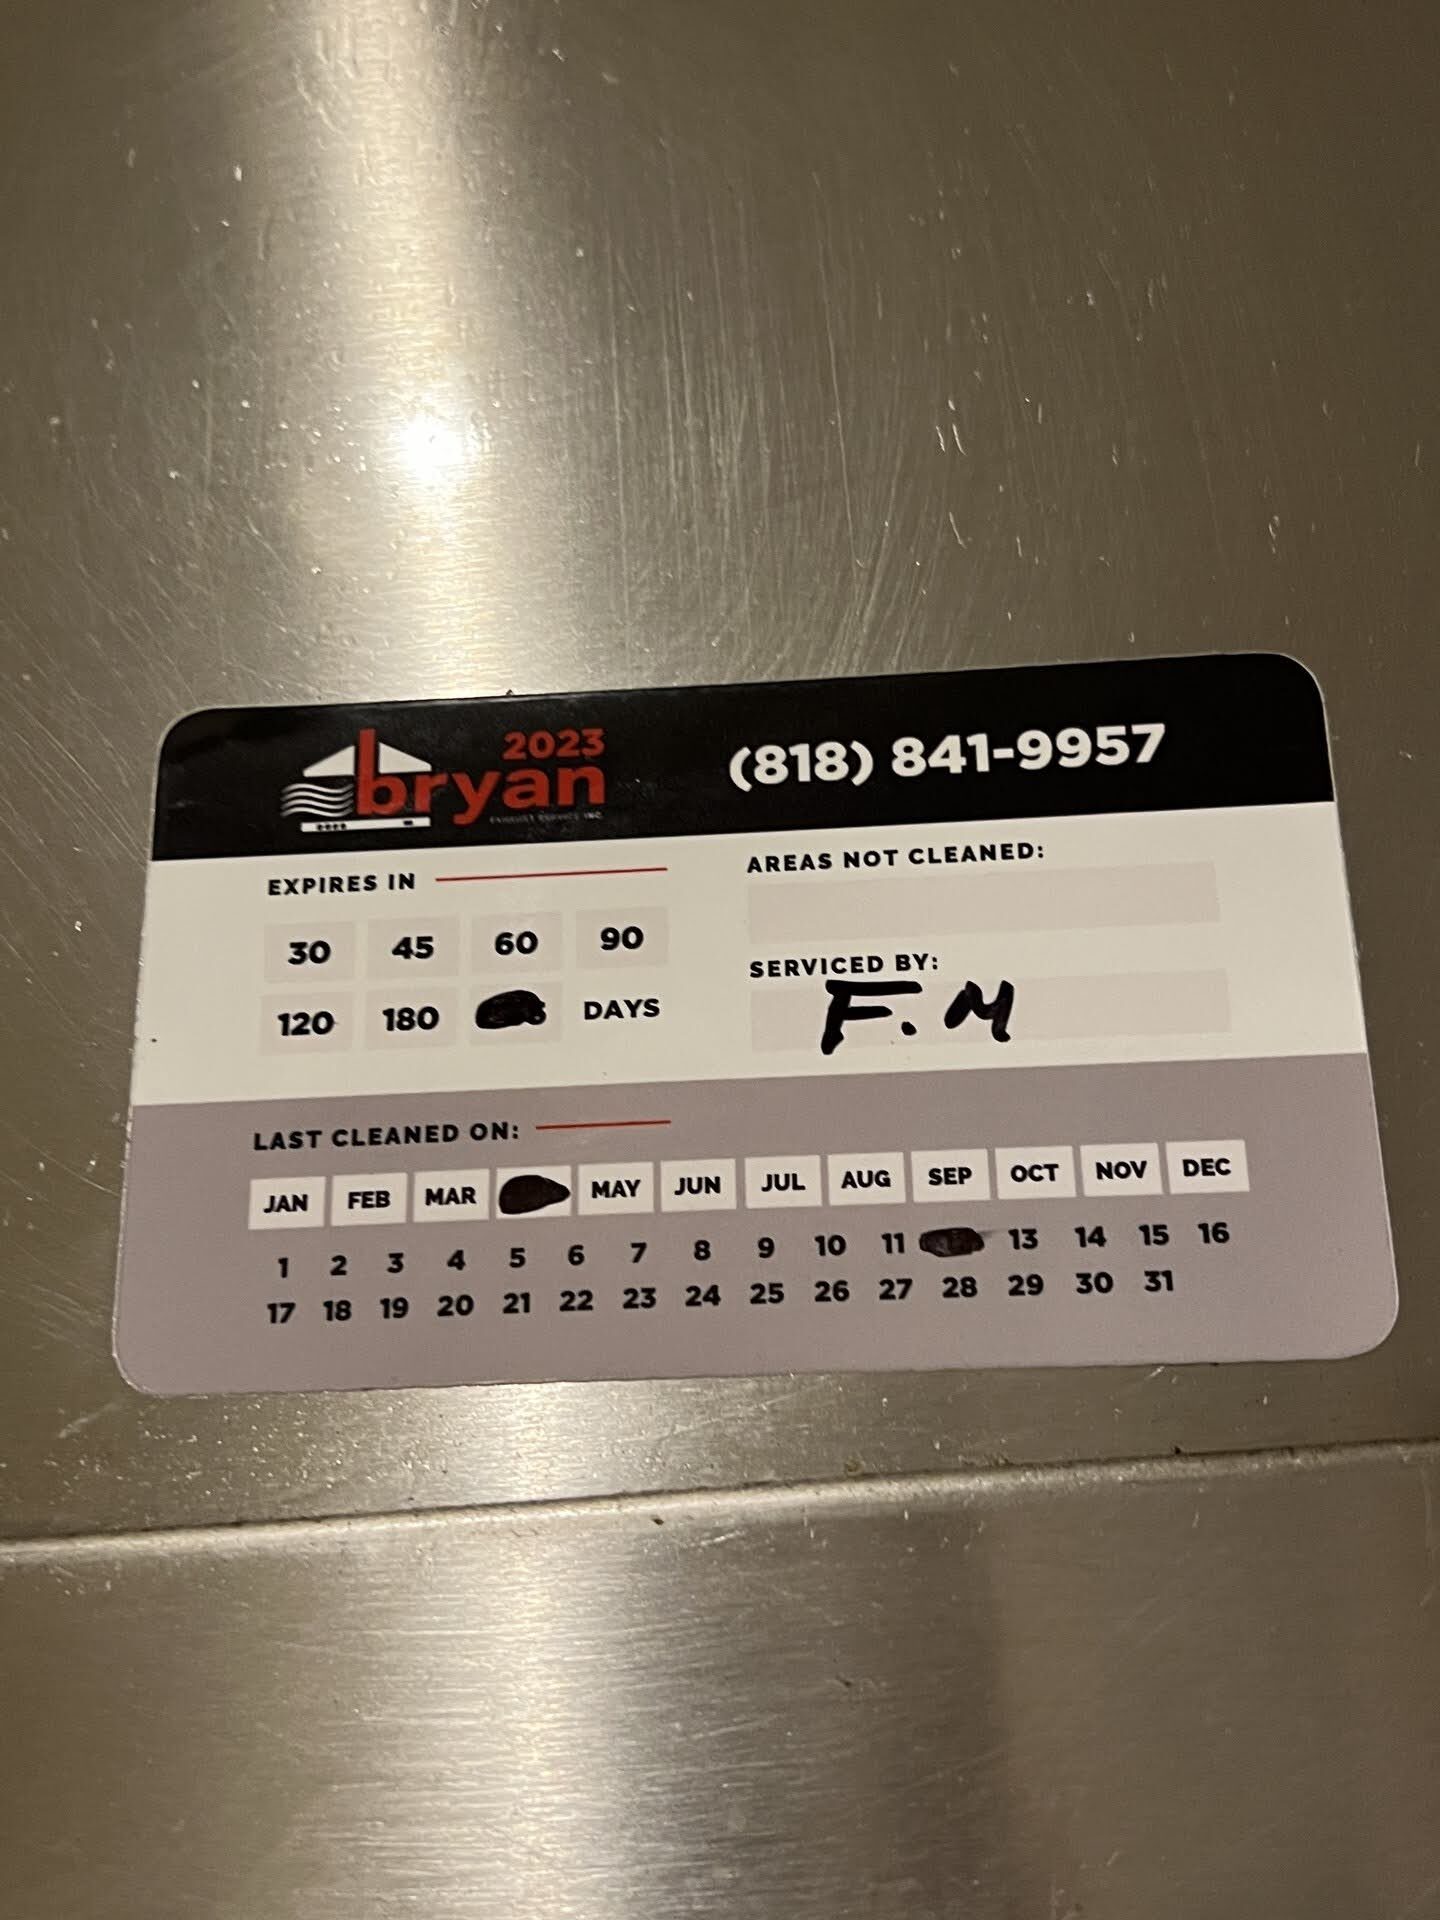 2023
bryan
EXHAUST SERVICE INC.
(818) 841-9957
EXPIRES IN
30 45 60 90
120 180 DAYS
AREAS NOT CLEANED:
SERVICED BY:
F. M
LAST CLEANED ON:
JAN FEB MAR MAY JUN JUL AUG SEP OCT NOV DEC
1 2 3 4 5 6 7 8 9 10 11 13 14 15 16
17 18 19 20 21 22 23 24 25 26 27 28 29 30 31